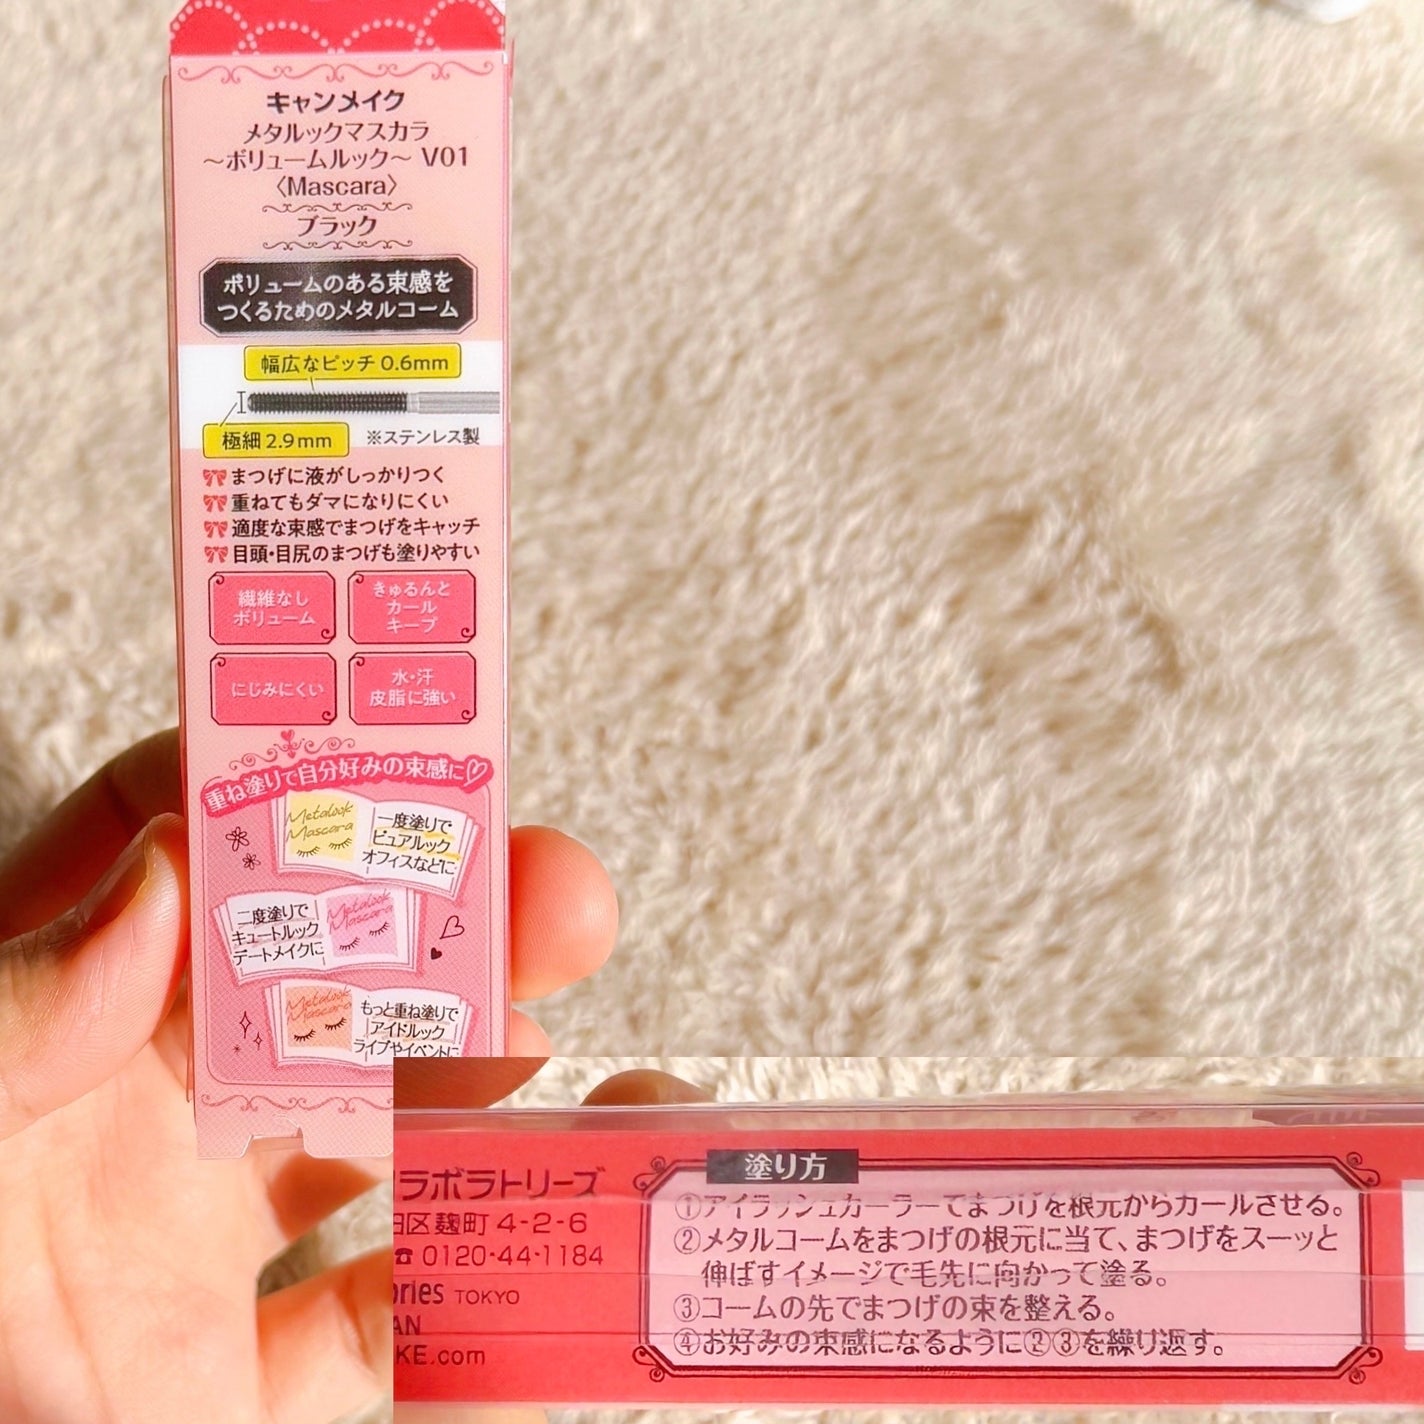 キャンメイク
メタルックマスカラ
～ボリュームルック～ V01
〈Mascara〉
ブラック
ボリュームのある束感を
つくるためのメタルコーム
幅広なピッチ 0.6mm
極細 2.9mm
※ステンレス製
まつげに液がしっかりつく
重ねてもダマになりにくい
適度な束感でまつげをキャッチ
目頭・目尻のまつげも塗りやすい
繊維なし
ボリューム
きゅるんと
カール
キープ
にじみにくい
水・汗
皮脂に強い
重ね塗りで自分好みの束感に♡
Metalook
Mascara
一度塗りで
ピュアルック
オフィスなどに
二度塗りで
キュートルック
デートメイクに
Metalook
Mascara
Metalook
Mascara
もっと重ね塗りで
アイドルック
ライブやイベントに
ラボラトリーズ
区麹町 4-2-6
☎ 0120-44-1184
ories TOKYO
AN
KE.com
塗り方
①アイラッシュカーラーでまつげを根元からカールさせる。
②メタルコームをまつげの根元に当て、まつげをスーッと
伸ばすイメージで毛先に向かって塗る。
③コームの先でまつげの束を整える。
④お好みの束感になるように②③を繰り返す。